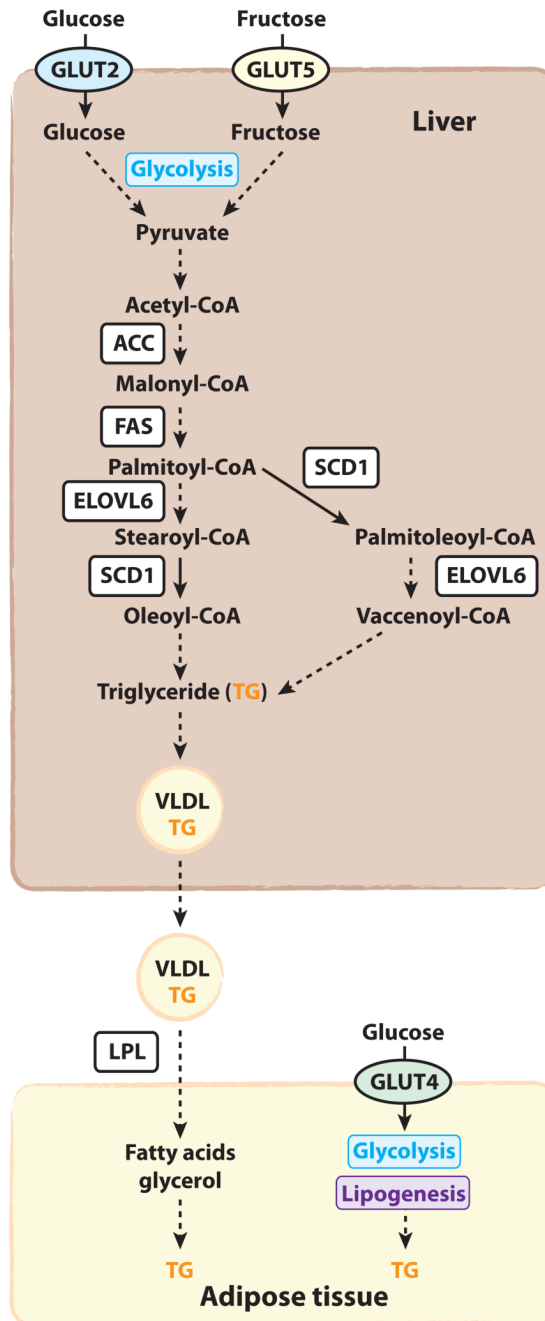 Glucose
Fructose
GLUT2
GLUT5
Glucose
Fructose
Liver
Glycolysis
Pyruvate
Acetyl-CoA
ACC
Malonyl-CoA
FAS
Palmitoyl-CoA
SCD1
ELOVL6
Stearoyl-CoA
Palmitoleoyl-CoA
SCD1
ELOVL6
Oleoyl-CoA
Vaccenoyl-CoA
Triglyceride (TG)
VLDL
TG
VLDL
TG
LPL
Glucose
GLUT4
Fatty acids
glycerol
Glycolysis
Lipogenesis
TG
TG
Adipose tissue